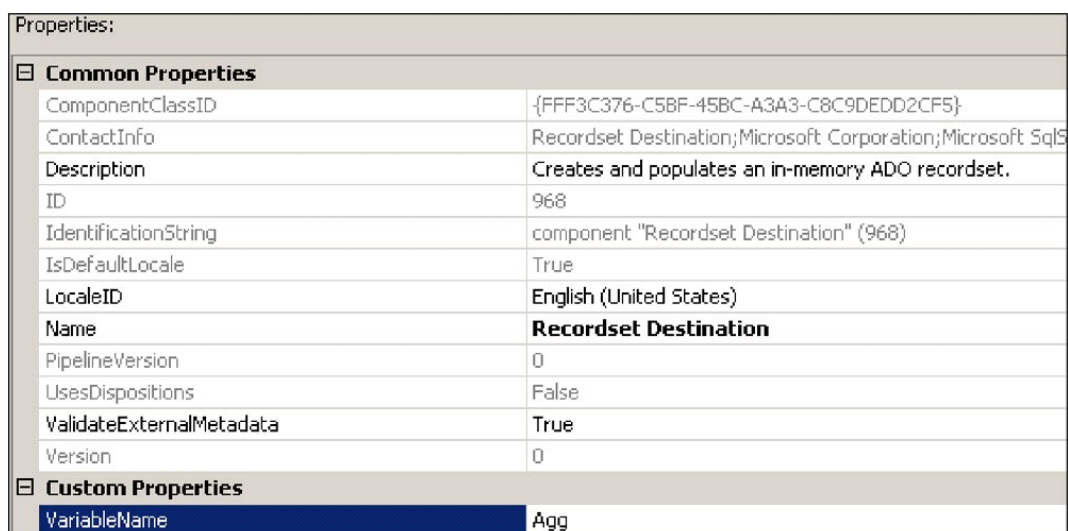 Properties:
Common Properties
ComponentClassID {FFF3C376-C5BF-45BC-A3A3-C8C9DEDD2CF5}
ContactInfo Recordset Destination;Microsoft Corporation;Microsoft SqlS
Description Creates and populates an in-memory ADO recordset.
ID 968
IdentificationString component "Recordset Destination" (968)
IsDefaultLocale True
LocaleID English (United States)
Name Recordset Destination
PipelineVersion 0
UsesDispositions False
ValidateExternalMetadata True
Version 0
Custom Properties
VariableName Agg